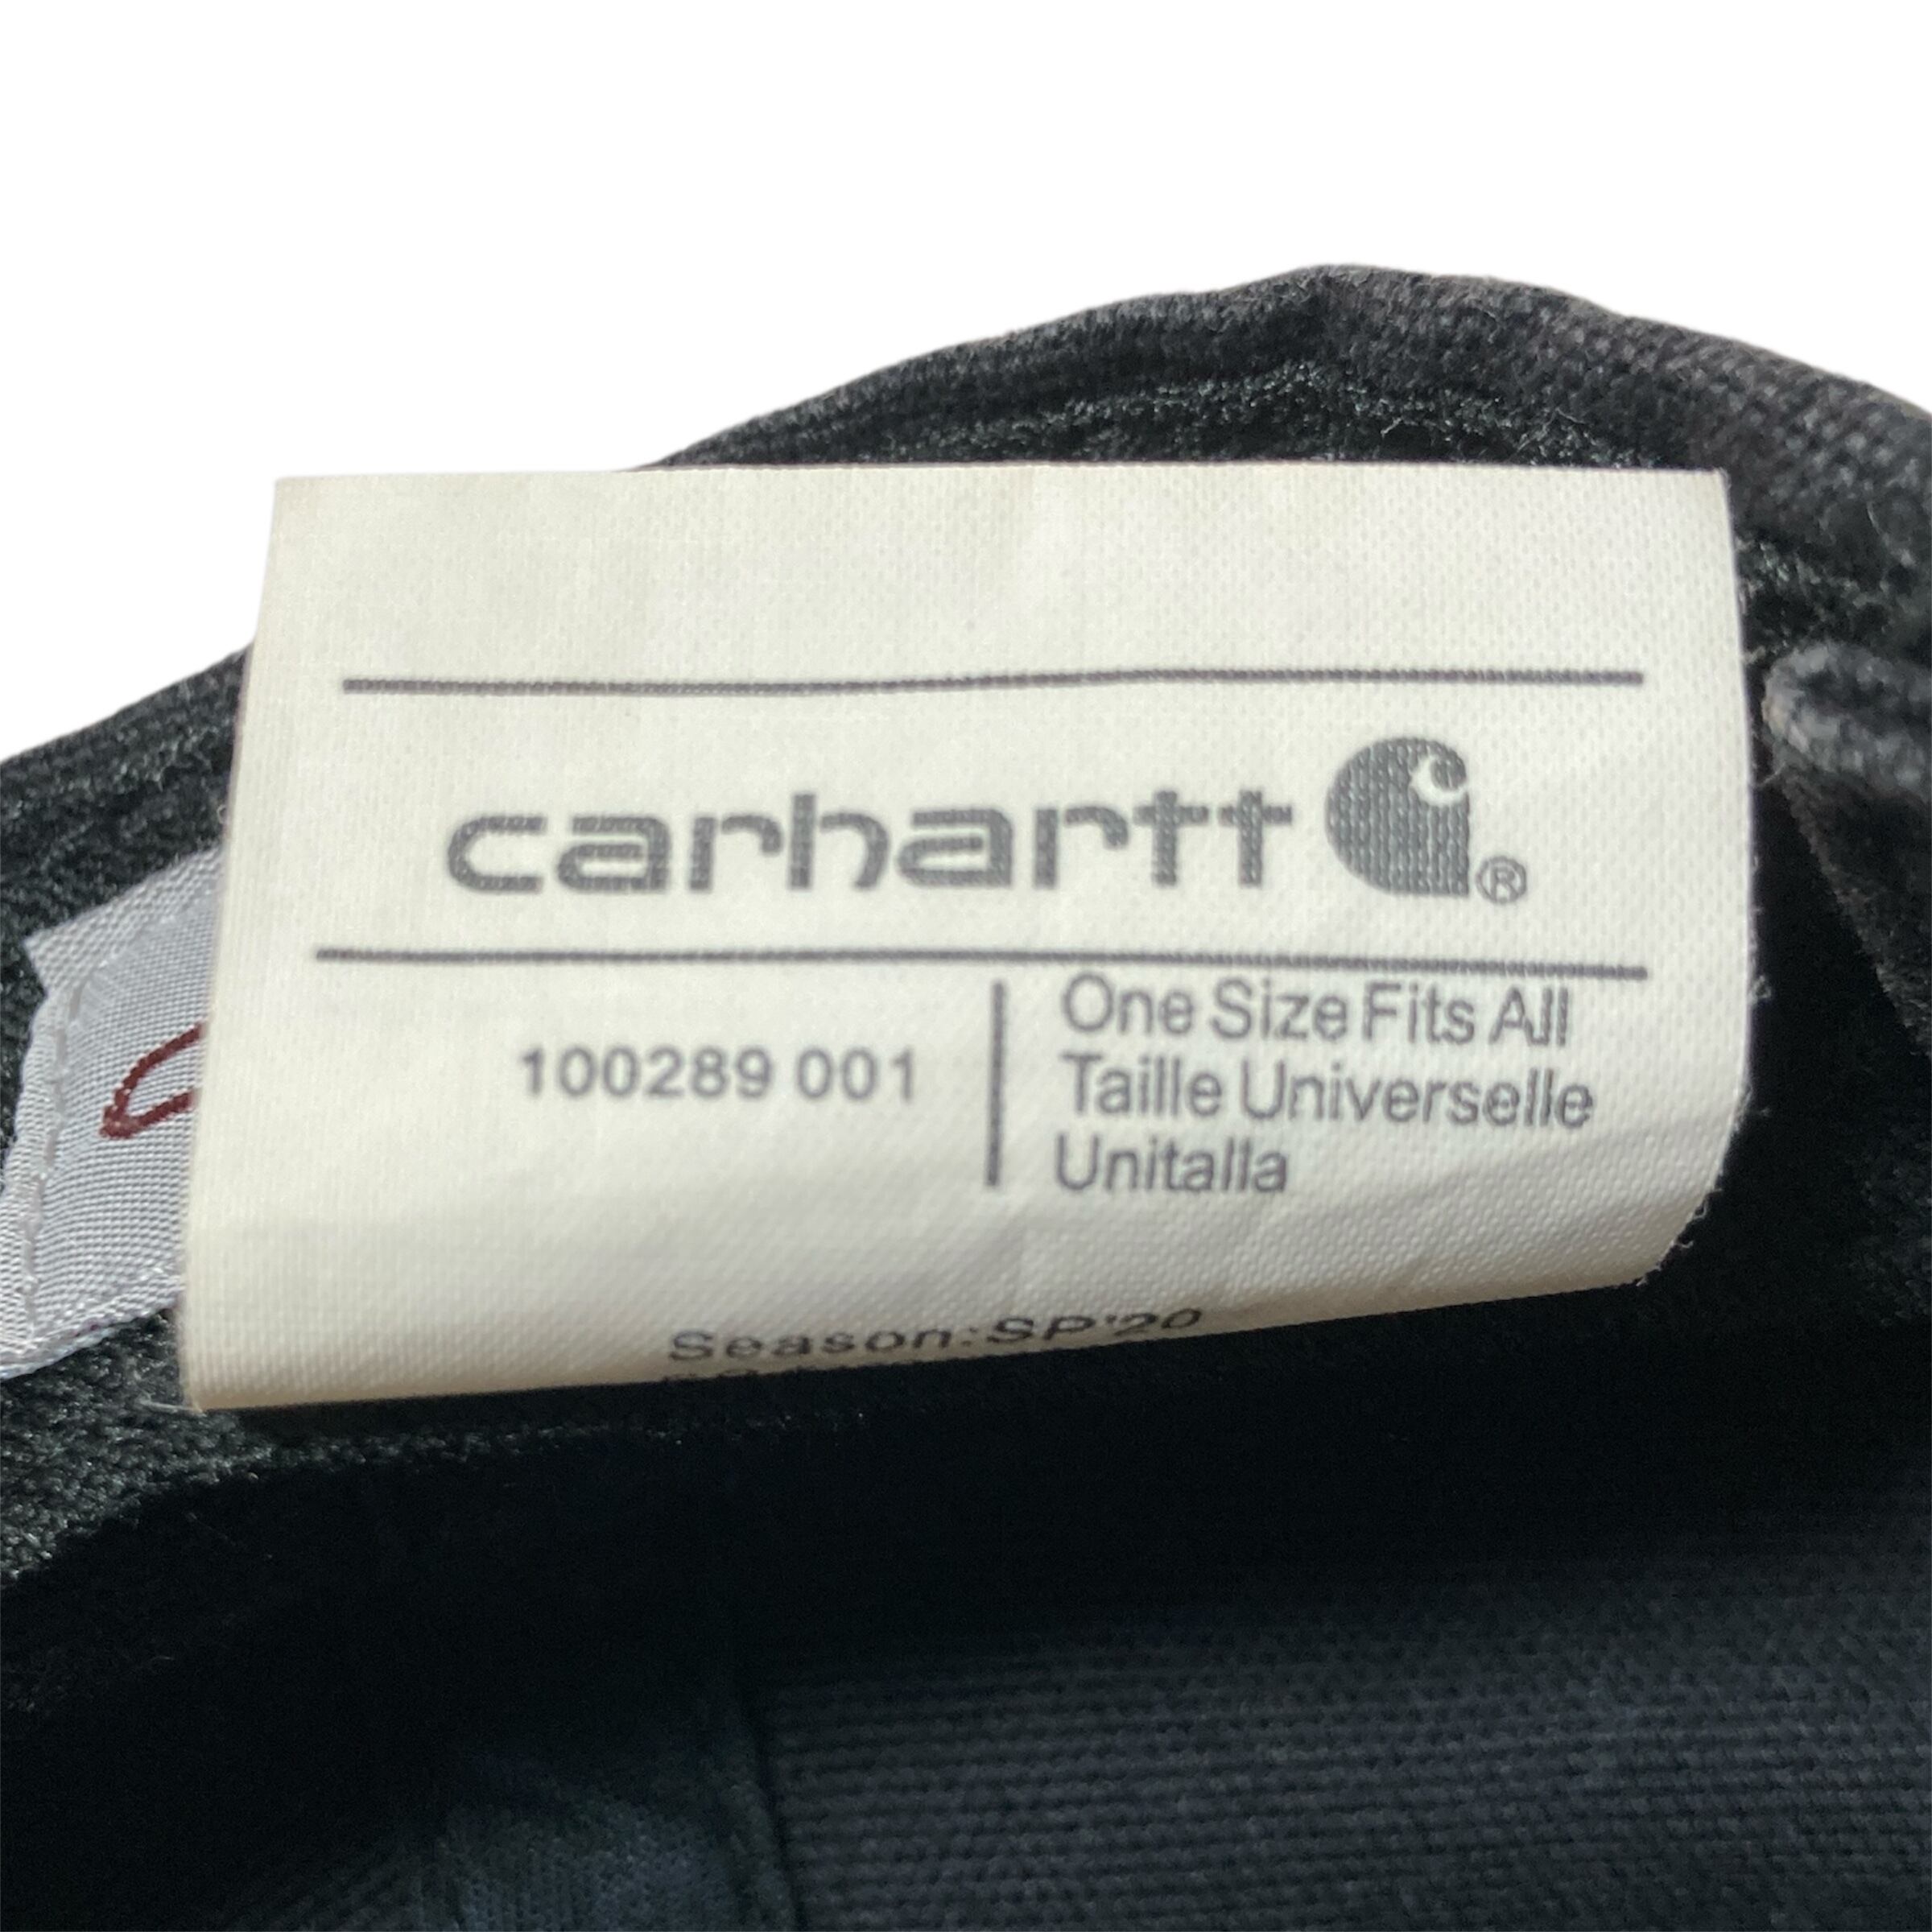 carhartt ®
100289 001
One Size Fits All
Taille Universelle
Unitalla
Season:SP'20